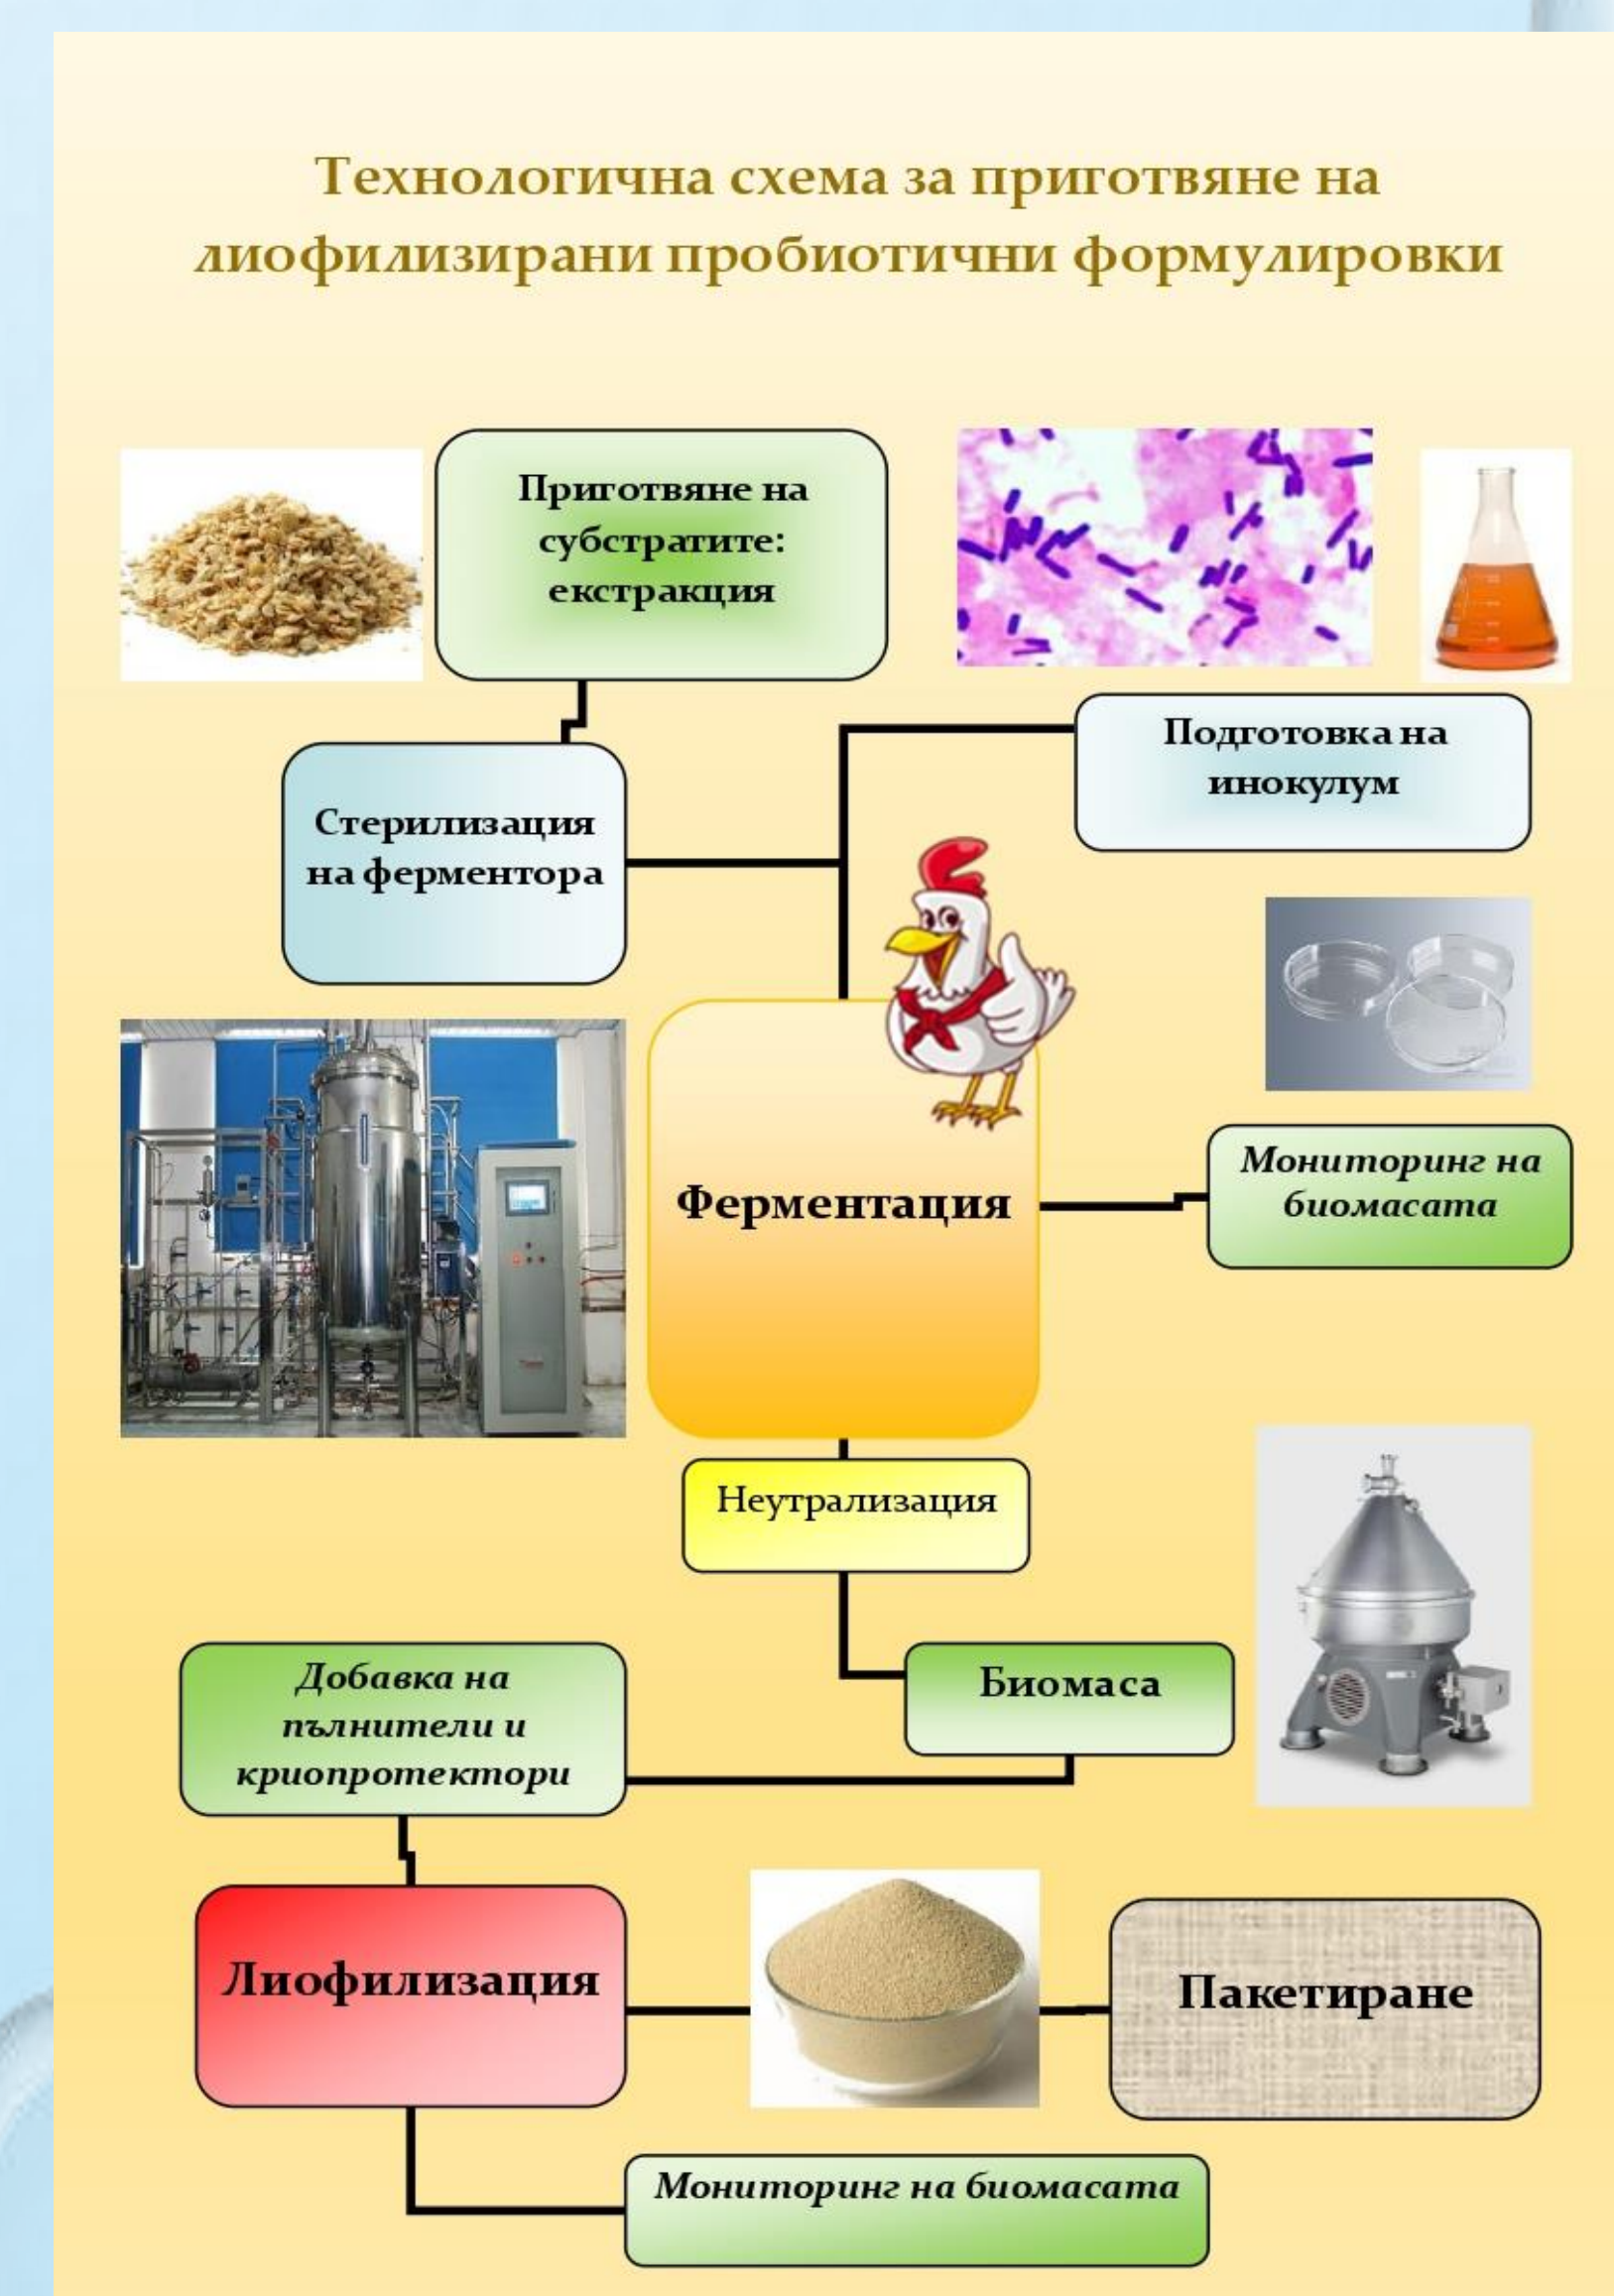 Технологична схема за приготвяне на
лиофилизирани пробиотични формулировки
Приготвяне на
субстратите:
екстракция
Подготовка на
инокулум
Стерилизация
на ферментора
Ферментация
Мониторинг на
биомасата
Неутрализация
Биомаса
Добавка на
пълнители и
криопротектори
Лиофилизация
Пакетиране
Мониторинг на биомасата